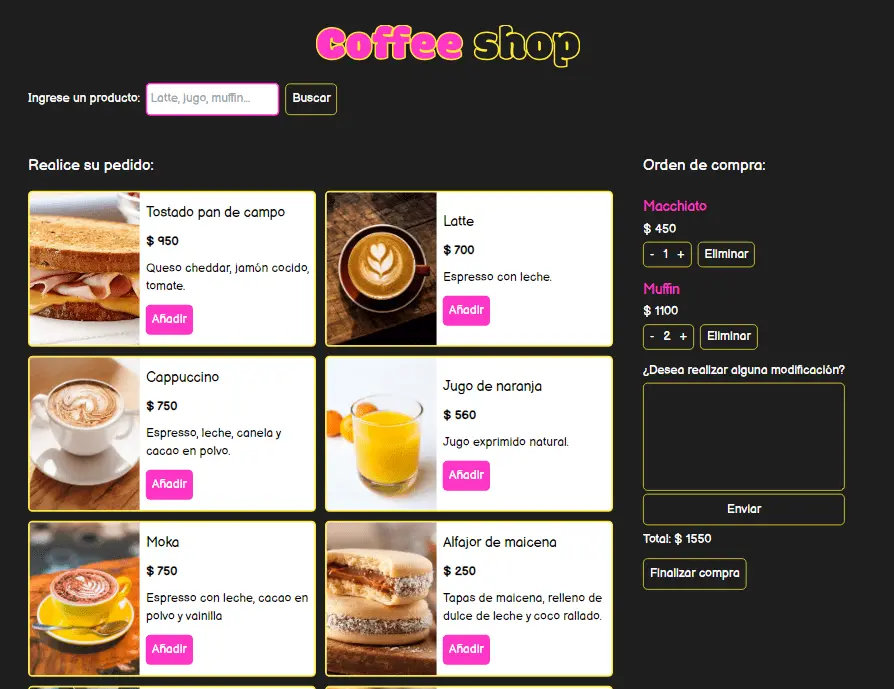 Coffee shop
Ingrese un producto:
Latte, jugo, muffin...
Buscar
Realice su pedido:
Tostado pan de campo
$ 950
Queso cheddar, jamón cocido,
tomate.
Añadir
Latte
$ 700
Espresso con leche.
Añadir
Cappuccino
$ 750
Espresso, leche, canela y
cacao en polvo.
Añadir
Jugo de naranja
$ 560
Jugo exprimido natural.
Añadir
Moka
$ 750
Espresso con leche, cacao en
polvo y vainilla
Añadir
Alfajor de maicena
$ 250
Tapas de maicena, relleno de
dulce de leche y coco rallado.
Añadir
Orden de compra:
Macchiato
$ 450
- 1 + Eliminar
Muffin
$ 1100
- 2 + Eliminar
¿Desea realizar alguna modificación?
Enviar
Total: $ 1550
Finalizar compra